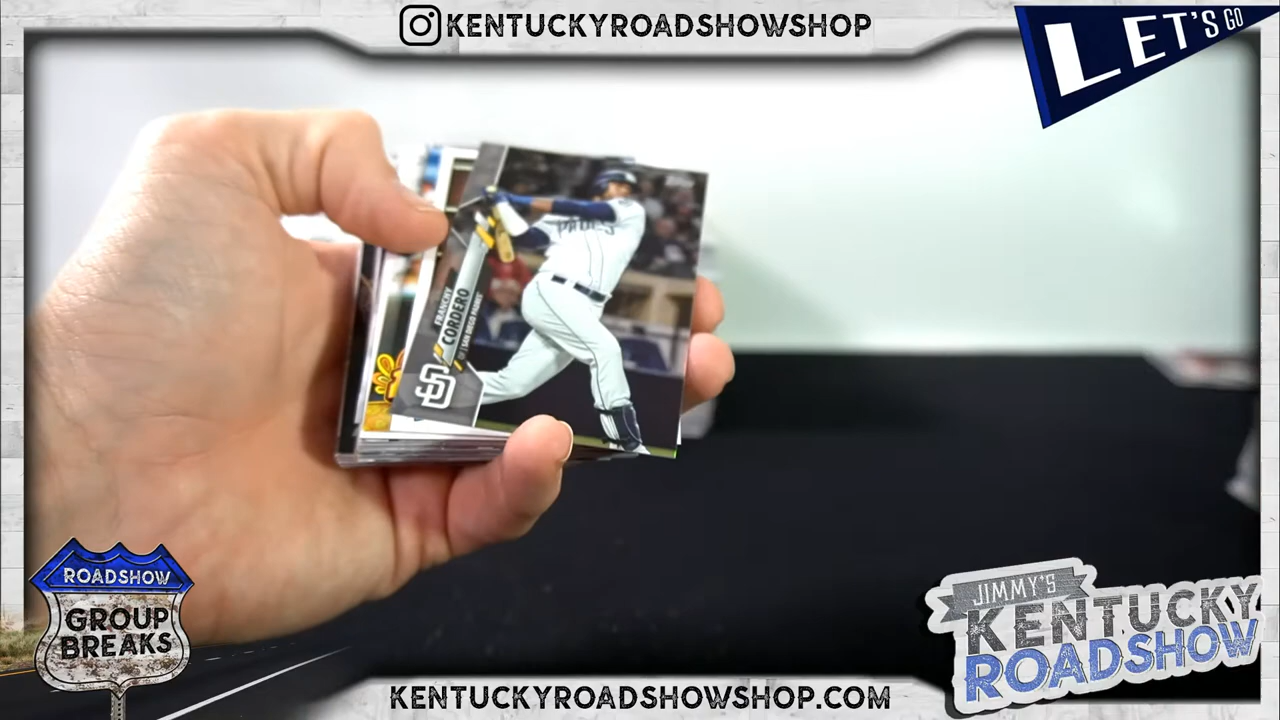 KENTUCKYROADSHOWSHOP
LET'S GO
PADRES
FRANCHY
CORDERO
SAN DIEGO PADRES
SD
ROADSHOW
GROUP
BREAKS
JIMMY'S
KENTUCKY
ROADSHOW
KENTUCKYROADSHOWSHOP.COM